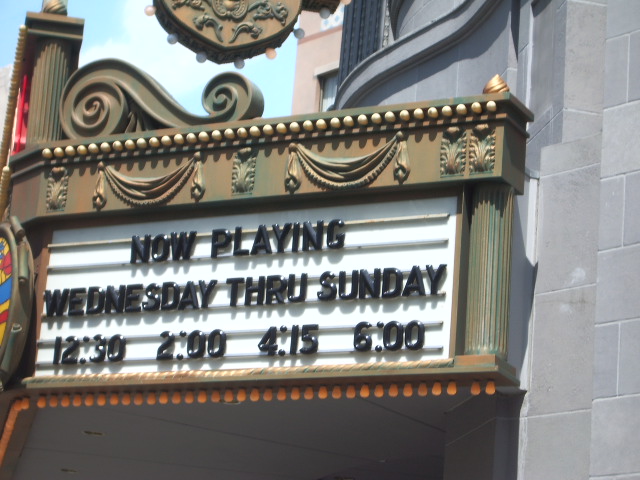 NOW PLAYING
WEDNESDAY THRU SUNDAY
12:30 2:00 4:15 6:00